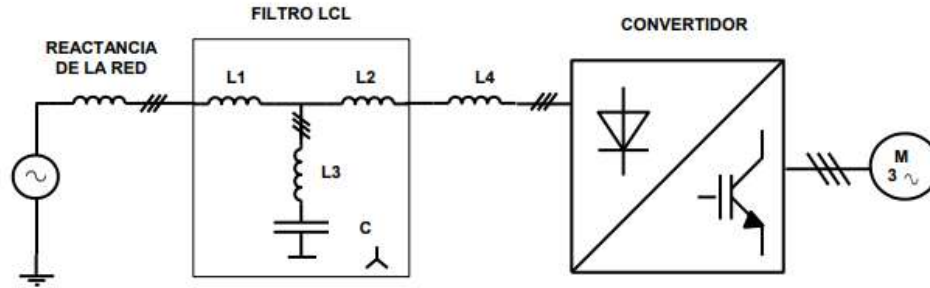 FILTRO LCL
CONVERTIDOR
REACTANCIA
DE LA RED
L1
L2
L4
L3
C
M
3